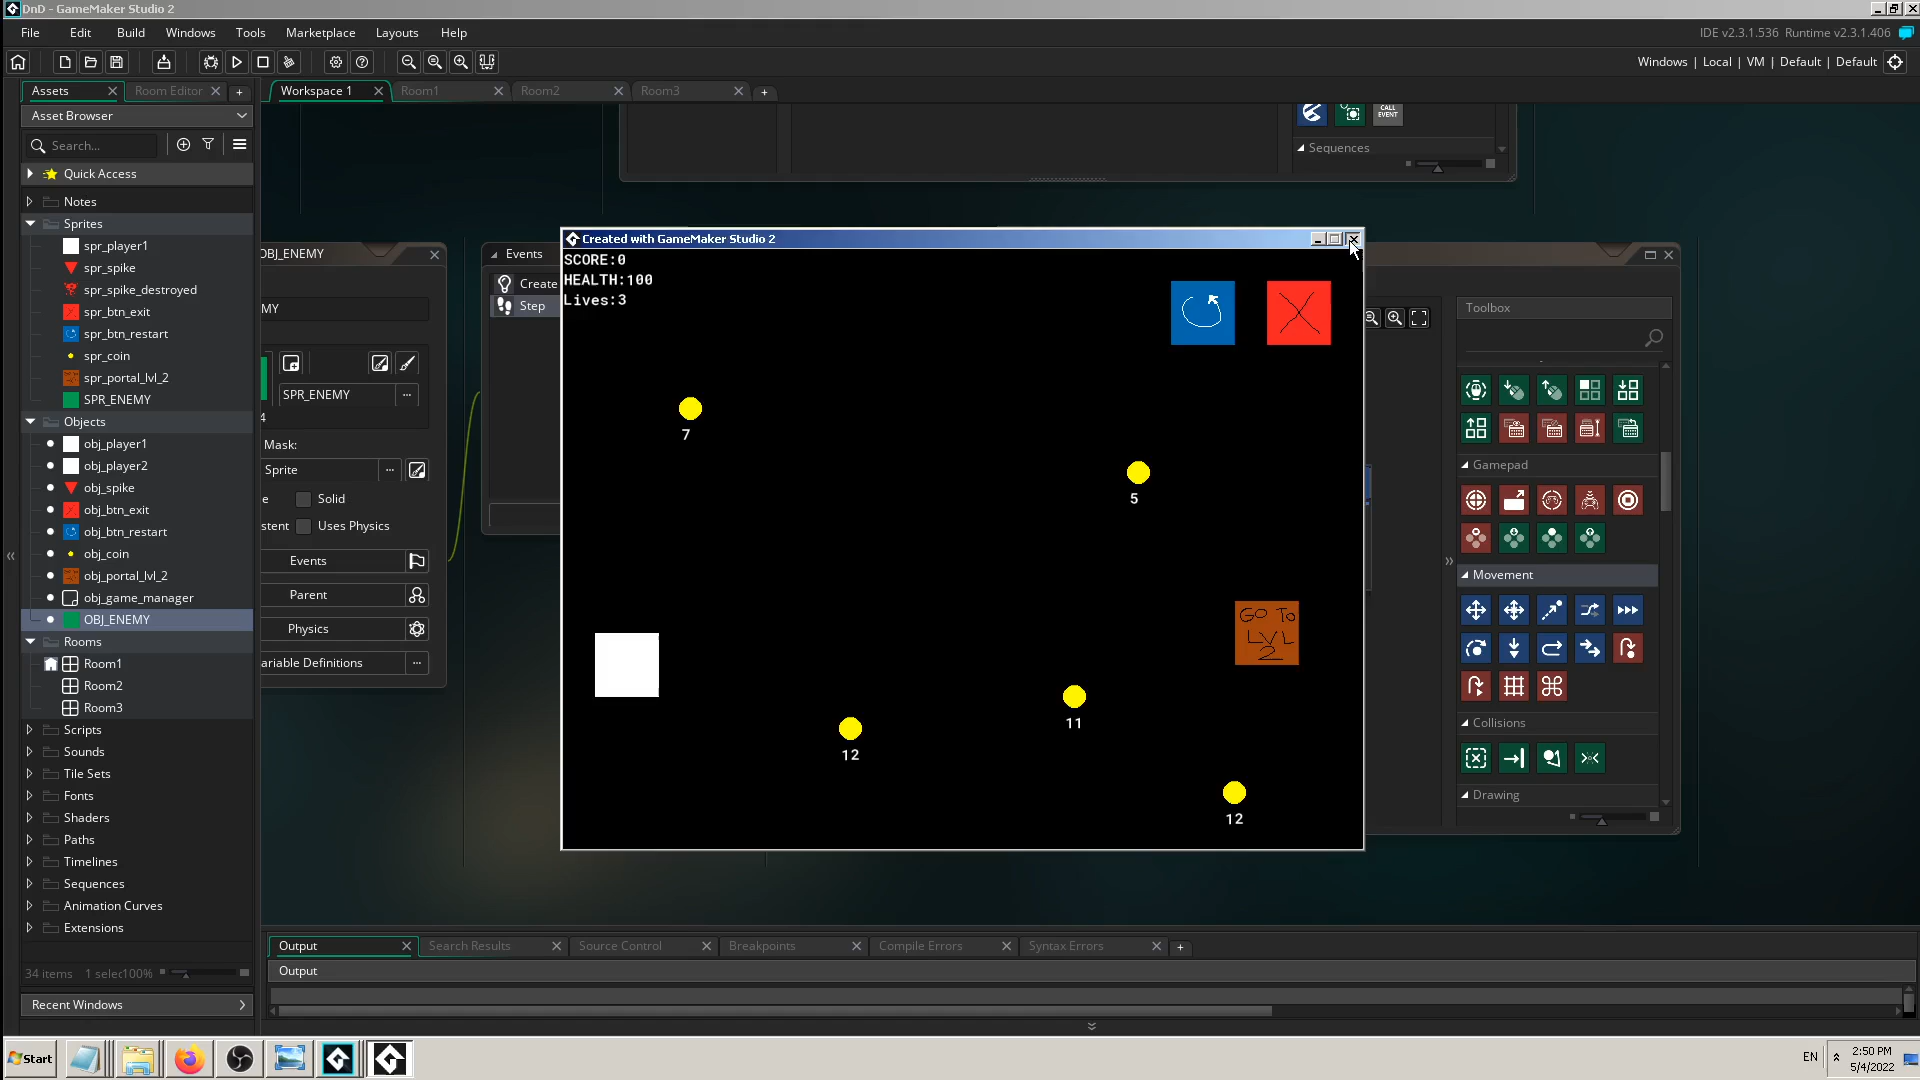 DnD - GameMaker Studio 2
File Edit Build Windows Tools Marketplace Layouts Help
IDE v2.3.1.536 Runtime v2.3.1.406
Windows | Local | VM | Default | Default
Assets
Room Editor
Workspace 1
Room1
Room2
Room3
Asset Browser
Search...
Quick Access
Notes
Sprites
spr_player1
spr_spike
spr_spike_destroyed
spr_btn_exit
spr_btn_restart
spr_coin
spr_portal_lvl_2
SPR_ENEMY
Objects
obj_player1
obj_player2
obj_spike
obj_btn_exit
obj_btn_restart
obj_coin
obj_portal_lvl_2
obj_game_manager
OBJ_ENEMY
Rooms
Room1
Room2
Room3
Scripts
Sounds
Tile Sets
Fonts
Shaders
Paths
Timelines
Sequences
Animation Curves
Extensions
34 items 1 selec100%
Recent Windows
OBJ_ENEMY
MY
SPR_ENEMY
4
Mask:
Sprite
e Solid
stent Uses Physics
Events
Parent
Physics
ariable Definitions
Events
Create
Step
CALL
EVENT
Sequences
Created with GameMaker Studio 2
SCORE:0
HEALTH:100
Lives:3
7
5
GO TO
LVL
2
11
12
12
Toolbox
Gamepad
Movement
Collisions
Drawing
Output
Search Results
Source Control
Breakpoints
Compile Errors
Syntax Errors
Output
Start
EN
2:50 PM
5/4/2022